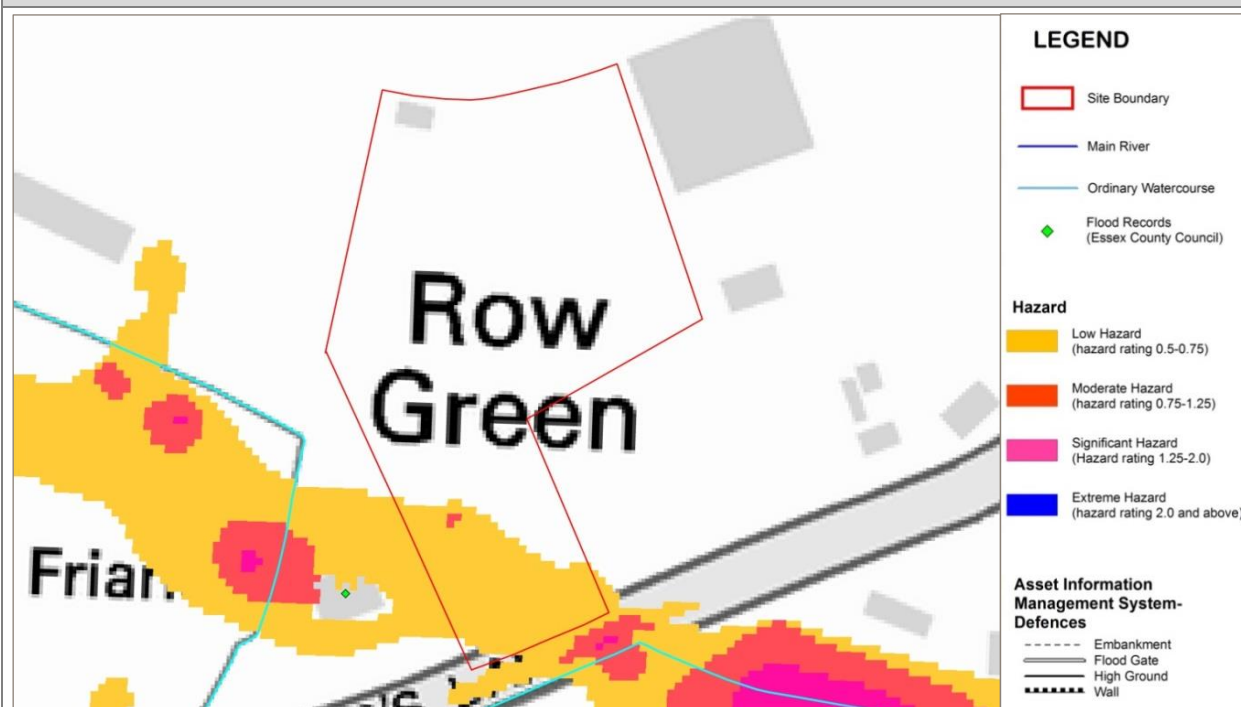 Row
Green
Friar
LEGEND
Site Boundary
Main River
Ordinary Watercourse
Flood Records
(Essex County Council)
Hazard
Low Hazard
(hazard rating 0.5-0.75)
Moderate Hazard
(hazard rating 0.75-1.25)
Significant Hazard
(Hazard rating 1.25-2.0)
Extreme Hazard
(hazard rating 2.0 and above)
Asset Information
Management System-
Defences
Embankment
Flood Gate
High Ground
Wall